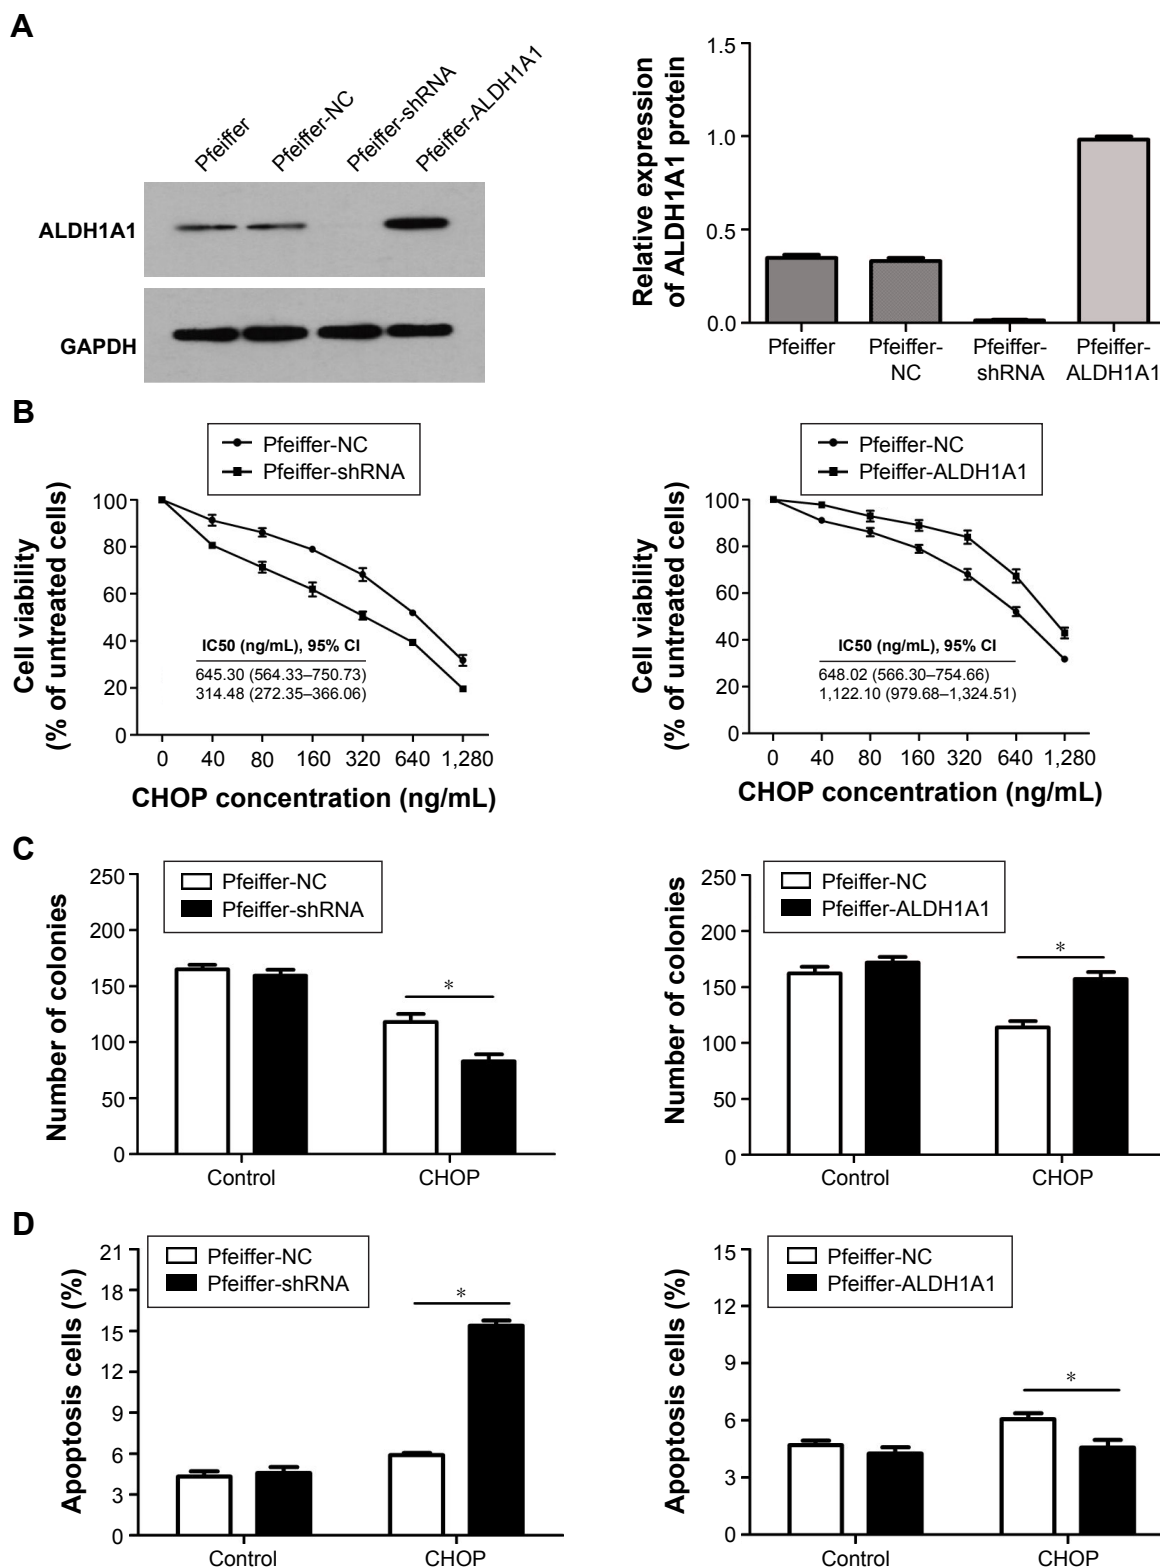 A
Pfeiffer
Pfeiffer-NC
Pfeiffer-shRNA
Pfeiffer-ALDH1A1
ALDH1A1
GAPDH
Relative expression
of ALDH1A1 protein
1.5
1.0
0.5
0.0
Pfeiffer
Pfeiffer-
NC
Pfeiffer-
shRNA
Pfeiffer-
ALDH1A1
B
Pfeiffer-NC
Pfeiffer-shRNA
Cell viability
(% of untreated cells)
100
80
60
40
20
0
IC50 (ng/mL), 95% CI
645.30 (564.33–750.73)
314.48 (272.35–366.06)
0 40 80 160 320 640 1,280
CHOP concentration (ng/mL)
Pfeiffer-NC
Pfeiffer-ALDH1A1
Cell viability
(% of untreated cells)
100
80
60
40
20
0
IC50 (ng/mL), 95% CI
648.02 (566.30–754.66)
1,122.10 (979.68–1,324.51)
0 40 80 160 320 640 1,280
CHOP concentration (ng/mL)
C
Pfeiffer-NC
Pfeiffer-shRNA
Number of colonies
250
200
150
100
50
0
*
Control CHOP
Pfeiffer-NC
Pfeiffer-ALDH1A1
Number of colonies
250
200
150
100
50
0
*
Control CHOP
D
Pfeiffer-NC
Pfeiffer-shRNA
Apoptosis cells (%)
21
18
15
12
9
6
3
0
*
Control CHOP
Pfeiffer-NC
Pfeiffer-ALDH1A1
Apoptosis cells (%)
15
12
9
6
3
0
*
Control CHOP